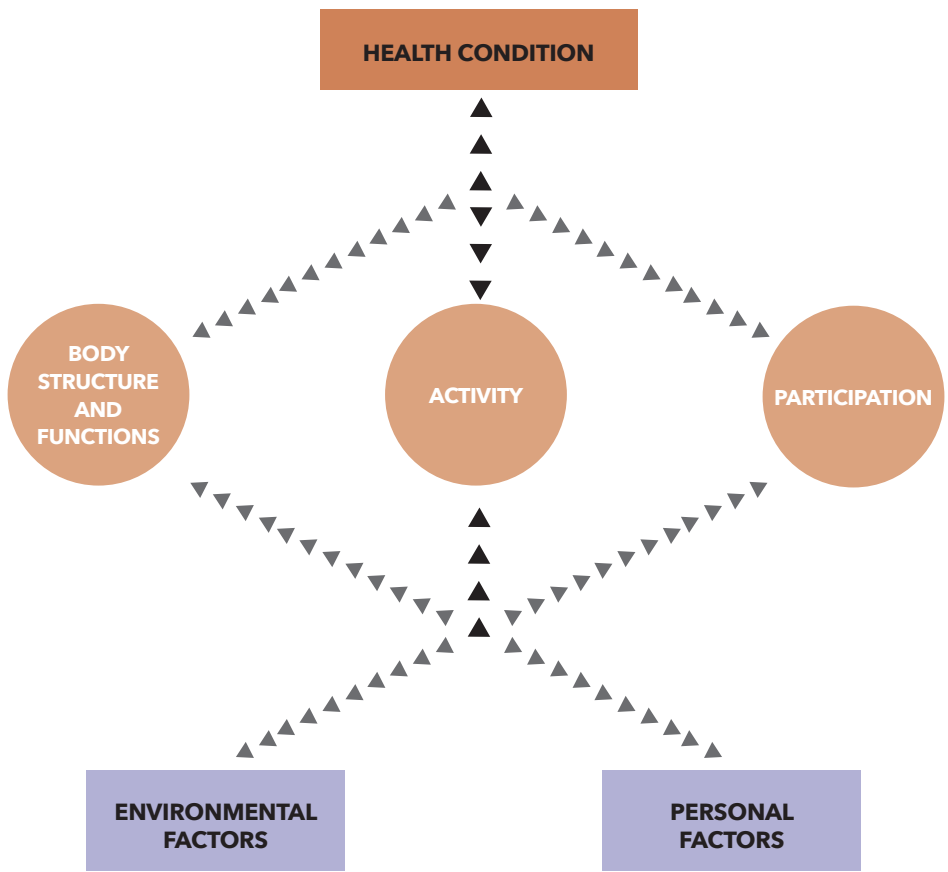 HEALTH CONDITION
BODY
STRUCTURE
AND
FUNCTIONS
ACTIVITY
PARTICIPATION
ENVIRONMENTAL
FACTORS
PERSONAL
FACTORS